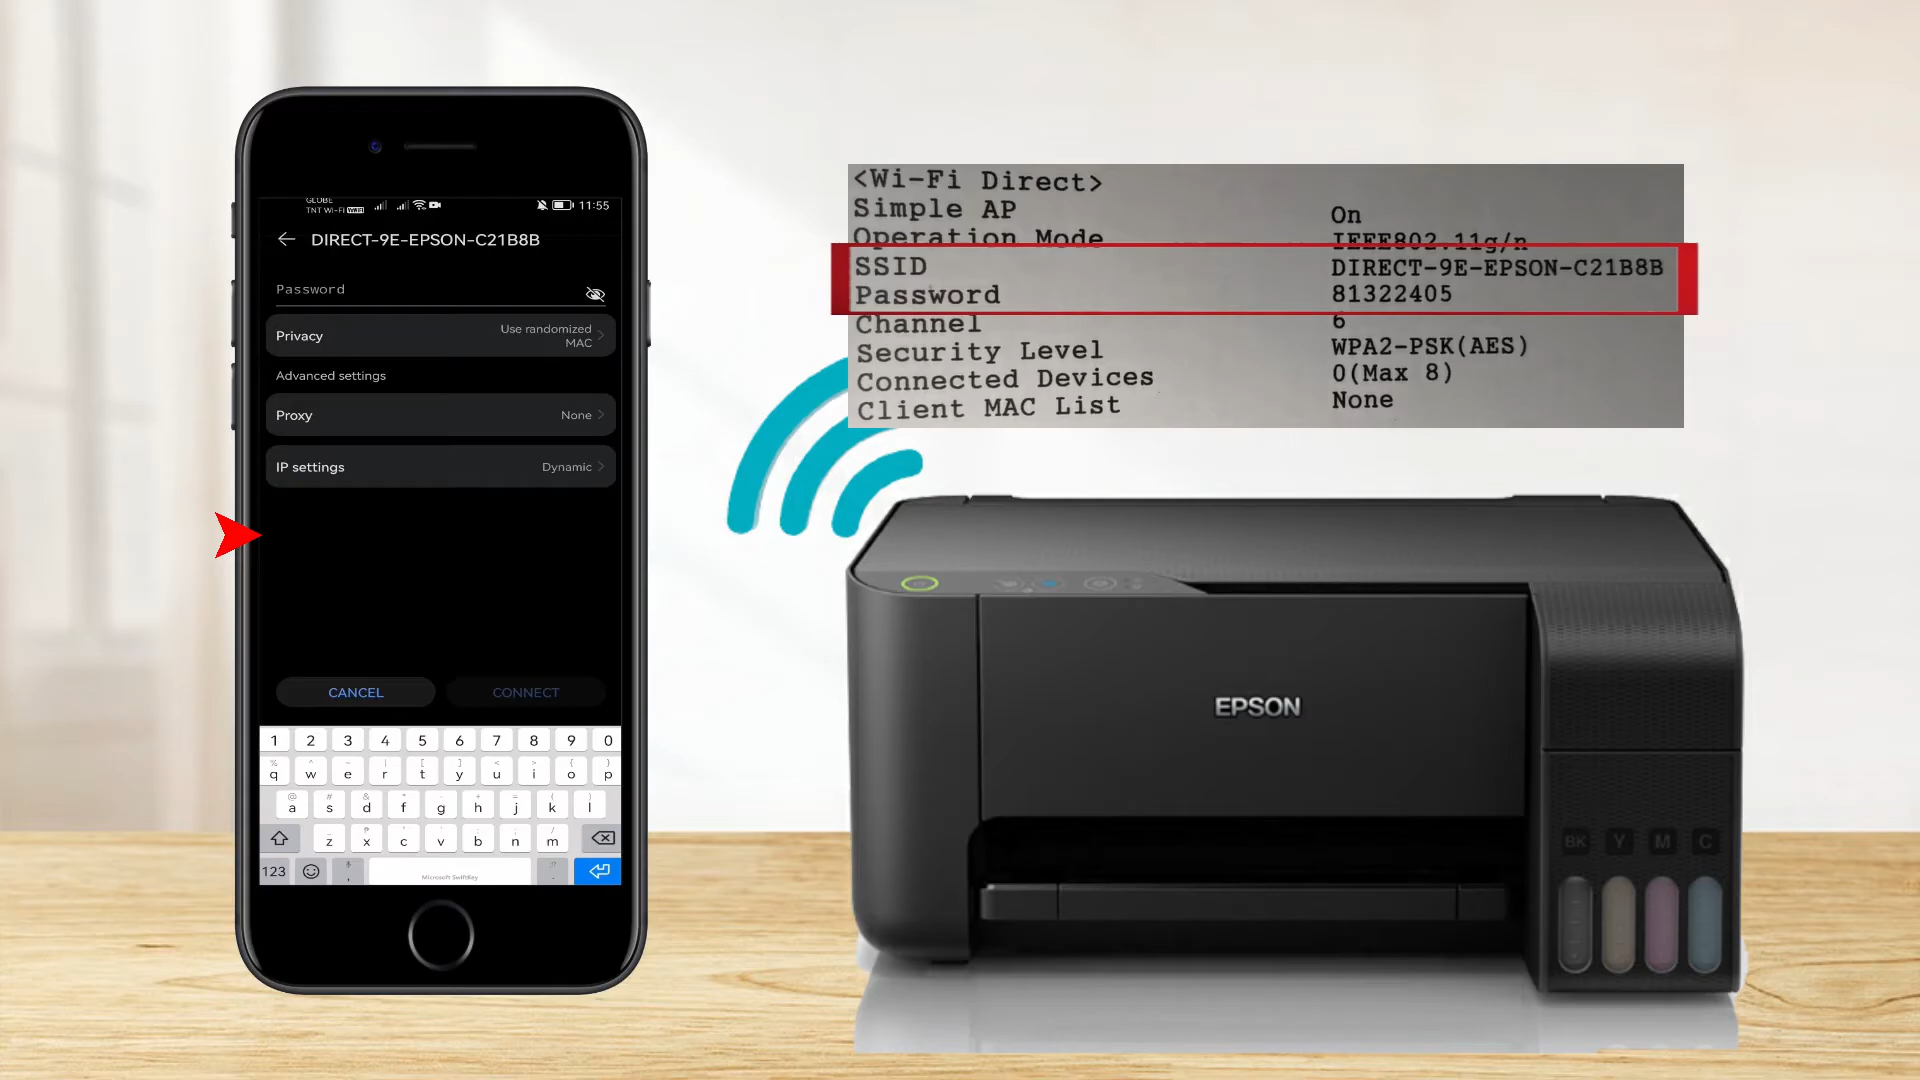 GLOBE
TNT Wi-Fi
11:55
DIRECT-9E-EPSON-C21B8B
Password
Privacy
Use randomized
MAC
Advanced settings
Proxy
None
IP settings
Dynamic
CANCEL
CONNECT
1 2 3 4 5 6 7 8 9 0
q w e r t y u i o p
a s d f g h j k l
z x c v b n m
123
Microsoft SwiftKey
<Wi-Fi Direct>
Simple AP On
Operation Mode IEEE802.11g/n
SSID DIRECT-9E-EPSON-C21B8B
Password 81322405
Channel 6
Security Level WPA2-PSK(AES)
Connected Devices 0(Max 8)
Client MAC List None
EPSON
BK Y M C